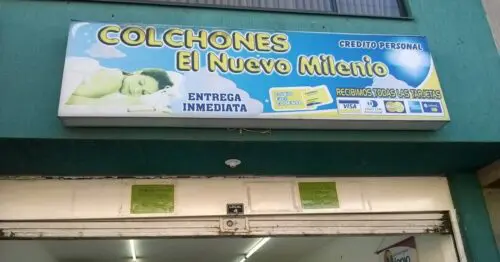 COLCHONES
CREDITO PERSONAL
El Nuevo Milenio
ENTREGA
INMEDIATA
RECIBIMOS TODAS LAS TARJETAS
VISA